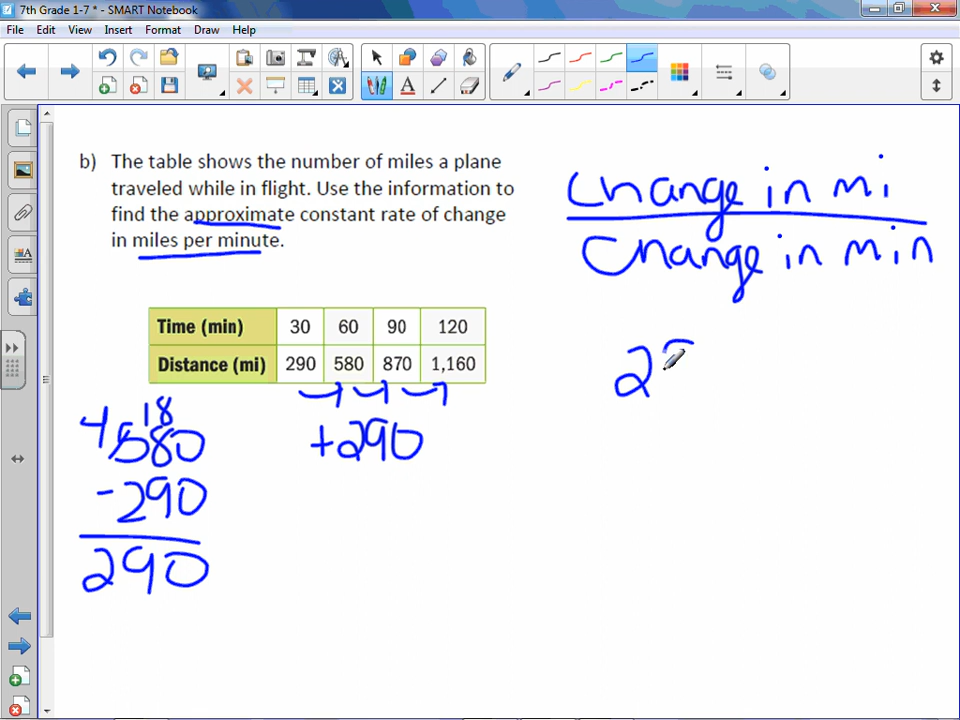 7th Grade 1-7 * - SMART Notebook
File Edit View Insert Format Draw Help
b) The table shows the number of miles a plane
traveled while in flight. Use the information to
find the approximate constant rate of change
in miles per minute.
Change in mi
Change in min
Time (min) 30 60 90 120
Distance (mi) 290 580 870 1,160
4 18
580
-290
290
+290
2